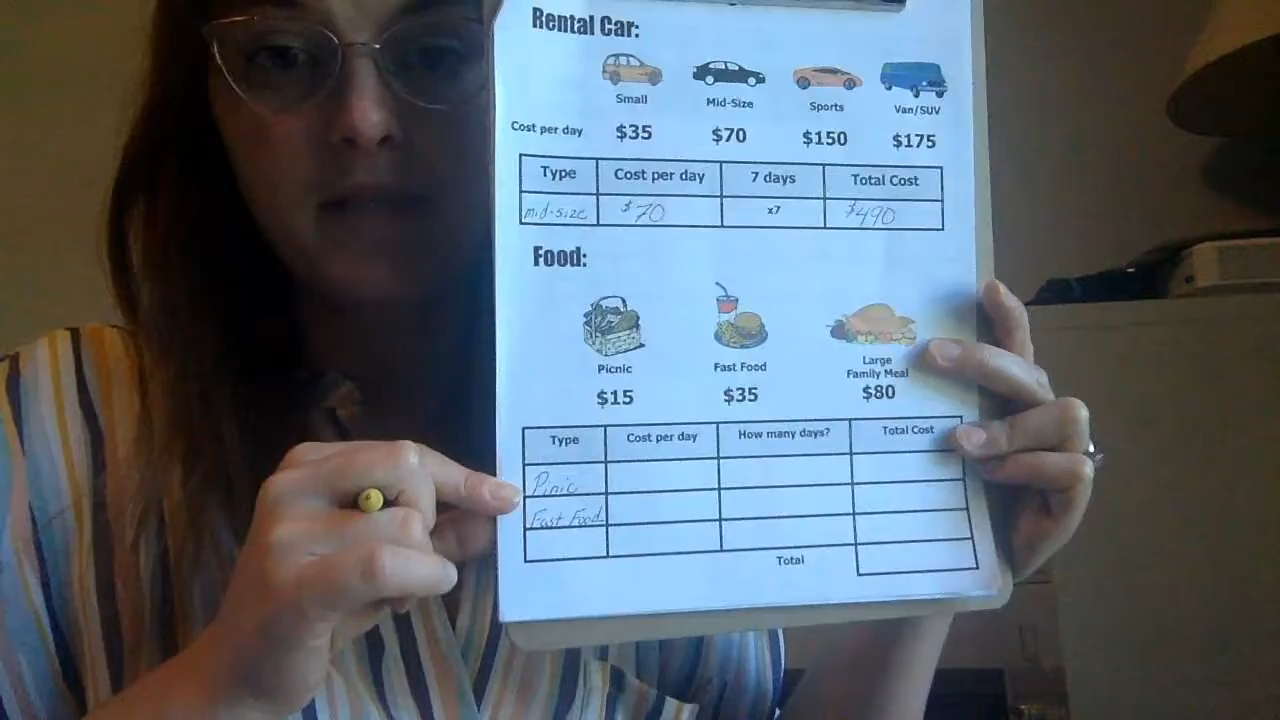 Rental Car:
Small Mid-Size Sports Van/SUV
Cost per day $35 $70 $150 $175
Type Cost per day 7 days Total Cost
mid-size $70 x7 $490
Food:
Picnic Fast Food Large
Family Meal
$15 $35 $80
Type Cost per day How many days? Total Cost
Pinic
Fast Food
Total